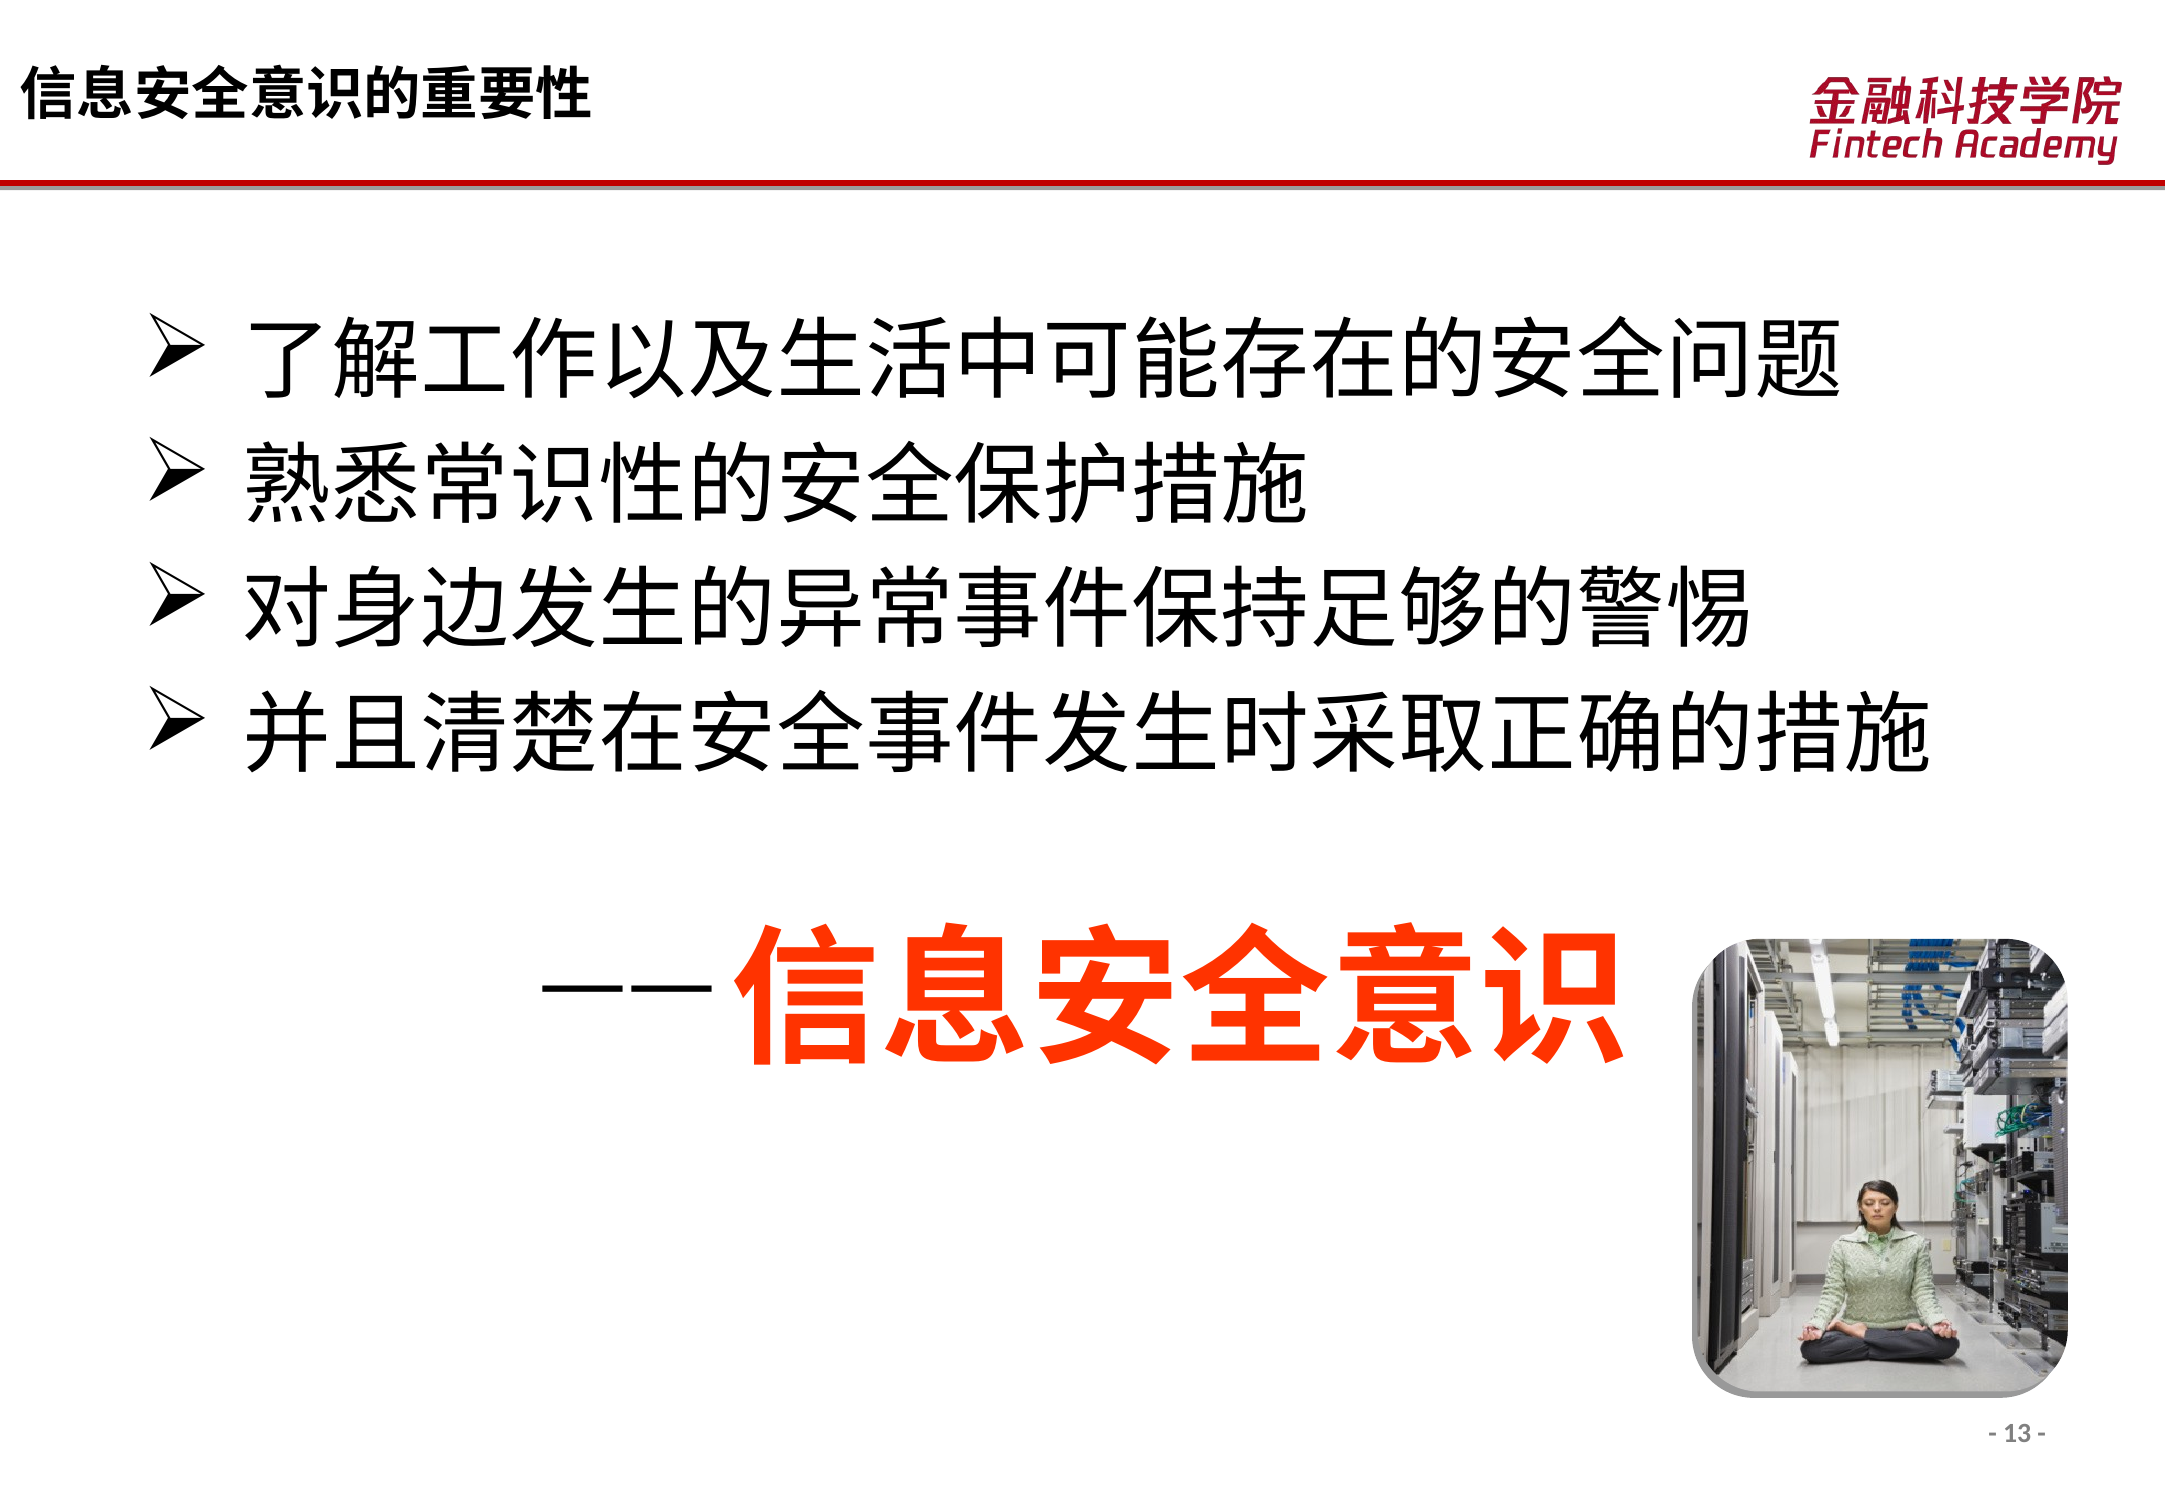 信息安全意识的重要性
金融科技学院
Fintech Academy
了解工作以及生活中可能存在的安全问题
熟悉常识性的安全保护措施
对身边发生的异常事件保持足够的警惕
并且清楚在安全事件发生时采取正确的措施
——信息安全意识
- 13 -